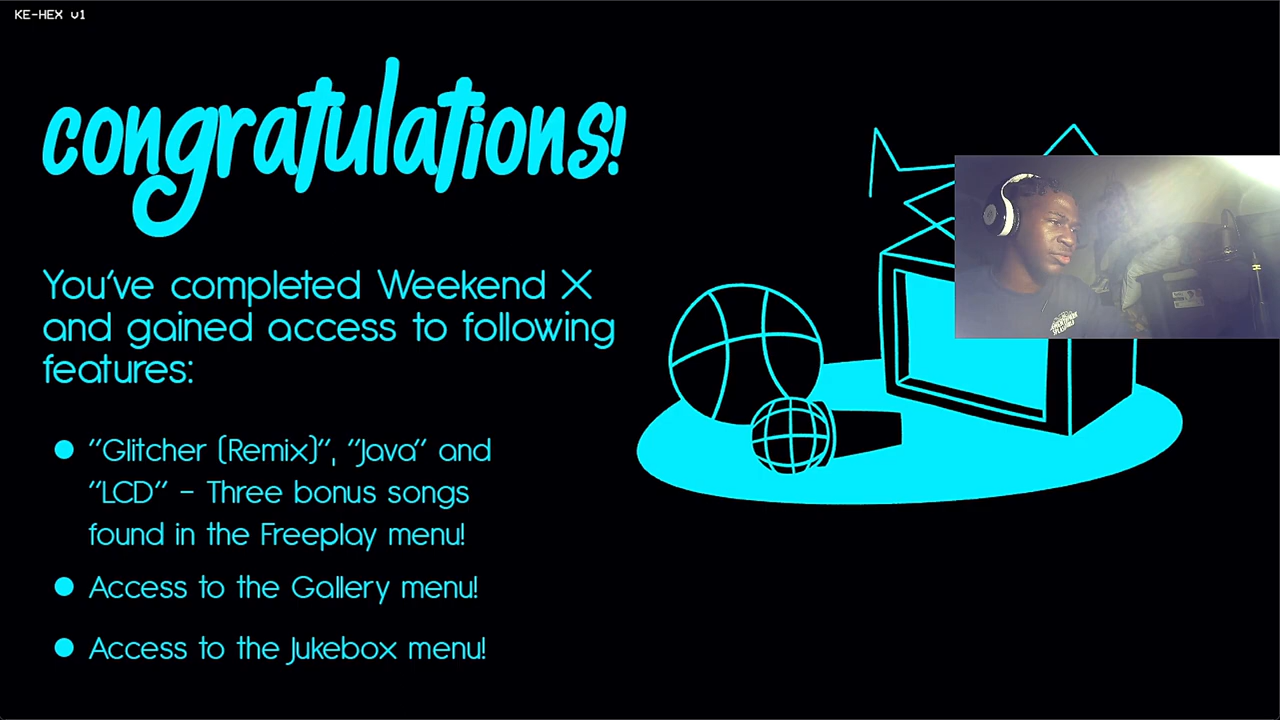 KE-HEX v1
congratulations!
You've completed Weekend X
and gained access to following
features:
"Glitcher (Remix)", "Java" and
"LCD" - Three bonus songs
found in the Freeplay menu!
Access to the Gallery menu!
Access to the Jukebox menu!